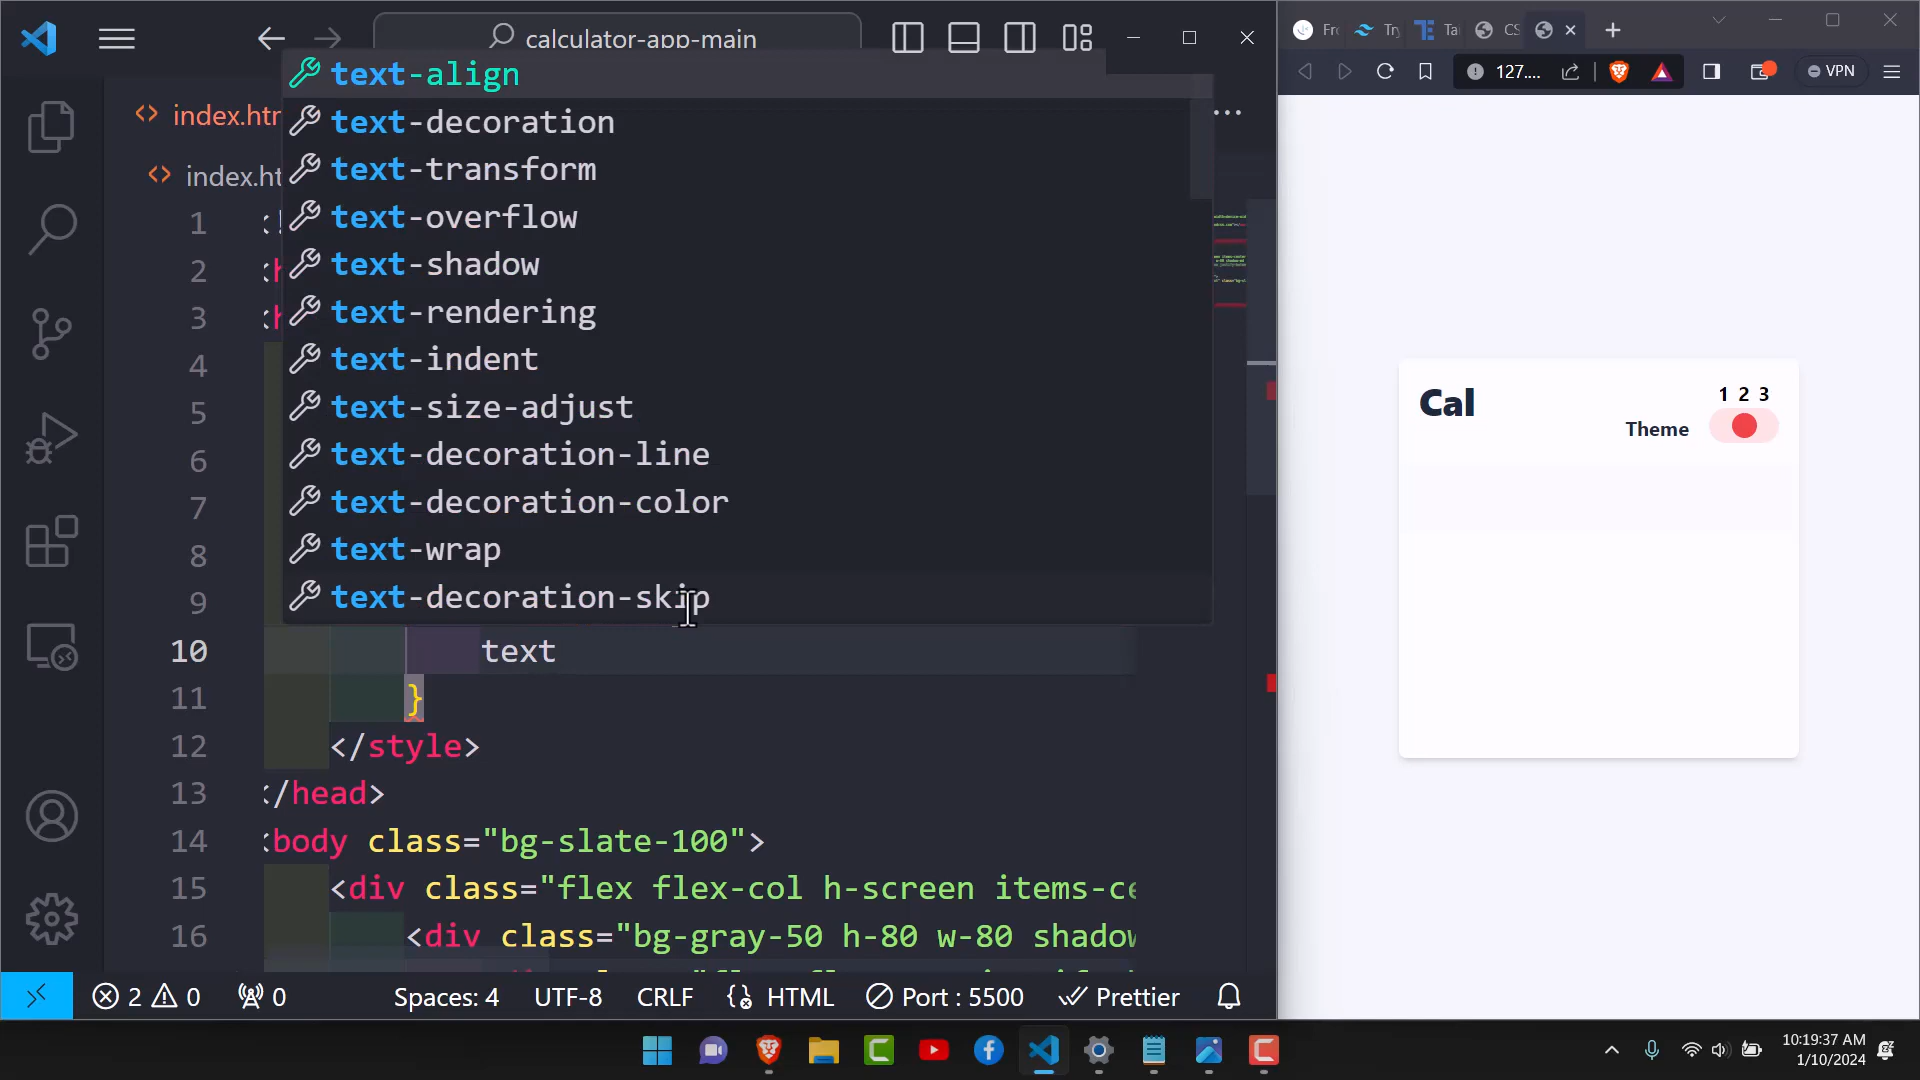 calculator-app-main
Fr
Try
Tai
CS
127....
VPN
index.htm
index.ht
text-align
text-decoration
text-transform
text-overflow
text-shadow
text-rendering
text-indent
text-size-adjust
text-decoration-line
text-decoration-color
text-wrap
text-decoration-skip
1 <!
2 <h
3 <h
4
5
6
7
8
9
10 text
11 }
12 </style>
13 </head>
14 <body class="bg-slate-100">
15 <div class="flex flex-col h-screen items-ce
16 <div class="bg-gray-50 h-80 w-80 shadow
Cal
1 2 3
Theme
2 0 0
Spaces: 4
UTF-8
CRLF
HTML
Port : 5500
Prettier
10:19:37 AM
1/10/2024